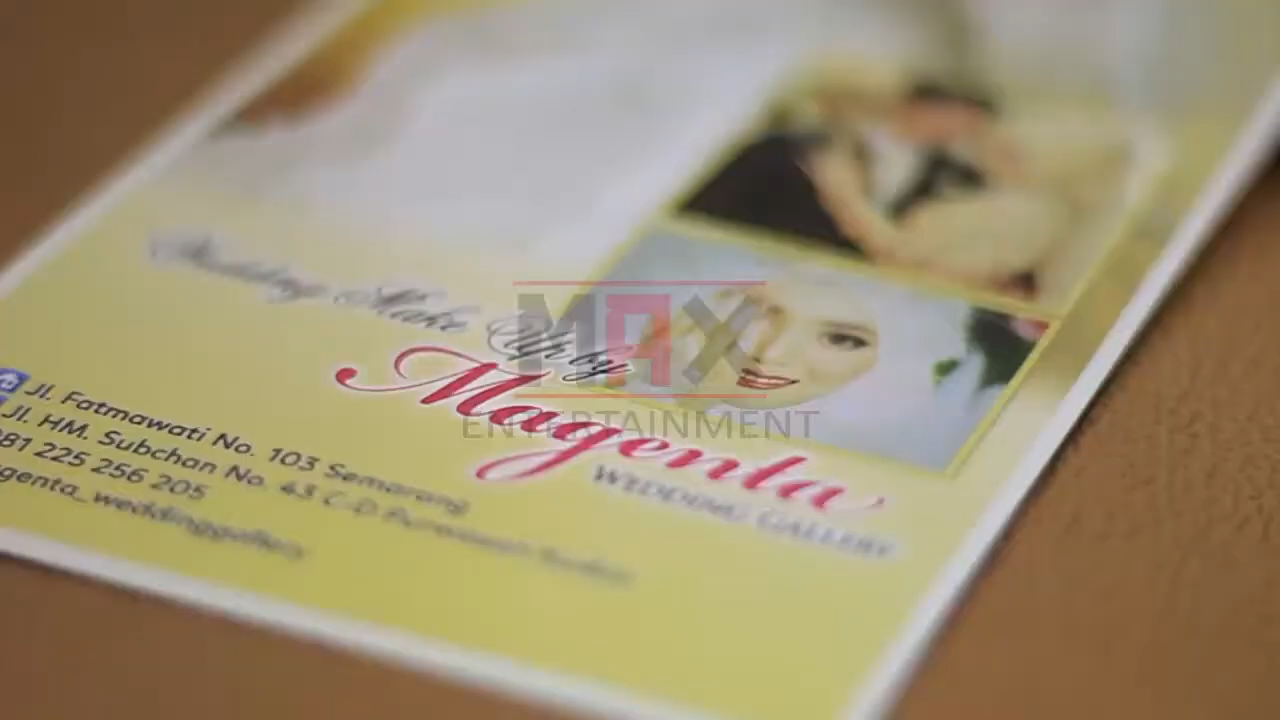 Wedding Make Up by
Magenta
WEDDING GALLERY
Jl. Fatmawati No. 103 Semarang
Jl. HM. Subchan No. 43 C-D
081 225 256 205
genta_weddinggallery
MAX
ENTERTAINMENT